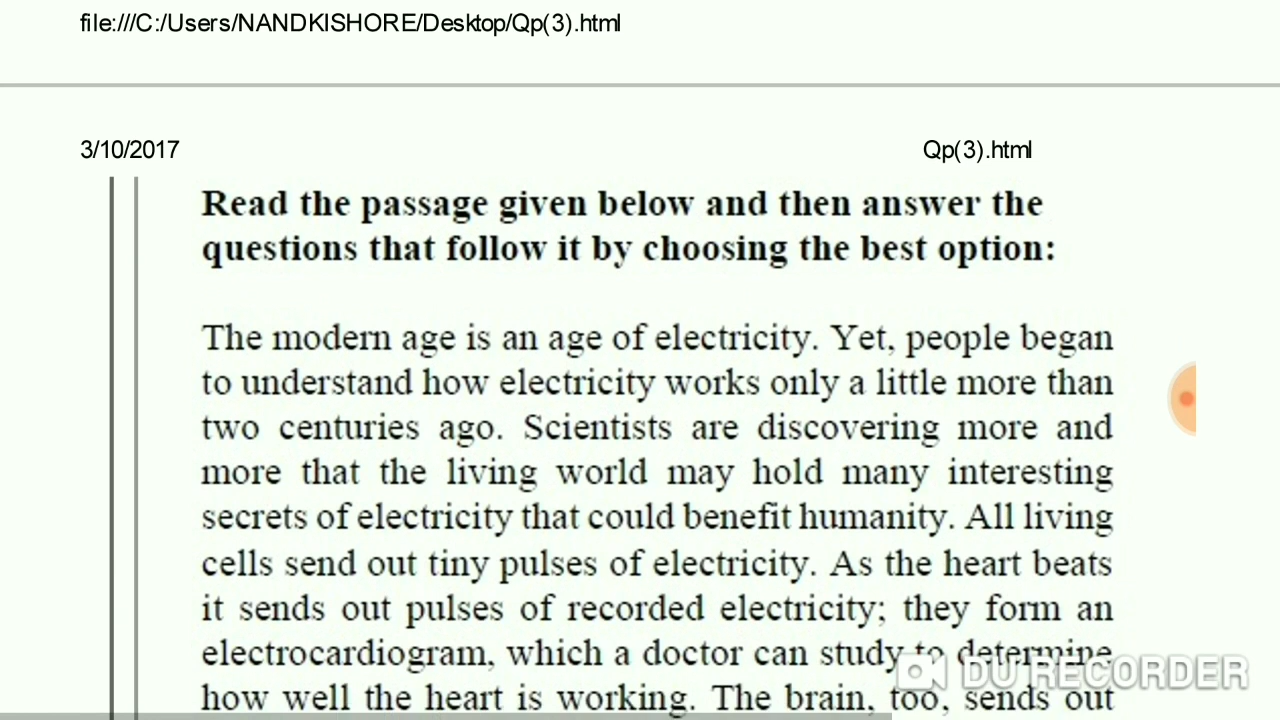 file:///C:/Users/NANDKISHORE/Desktop/Qp(3).html
3/10/2017 Qp(3).html
Read the passage given below and then answer the
questions that follow it by choosing the best option:
The modern age is an age of electricity. Yet, people began
to understand how electricity works only a little more than
two centuries ago. Scientists are discovering more and
more that the living world may hold many interesting
secrets of electricity that could benefit humanity. All living
cells send out tiny pulses of electricity. As the heart beats
it sends out pulses of recorded electricity; they form an
electrocardiogram, which a doctor can study to determine
how well the heart is working. The brain, too, sends out
DU RECORDER